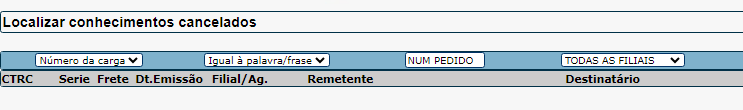 Localizar conhecimentos cancelados
Número da carga Igual à palavra/frase NUM PEDIDO TODAS AS FILIAIS
CTRC Serie Frete Dt.Emissão Filial/Ag. Remetente Destinatário